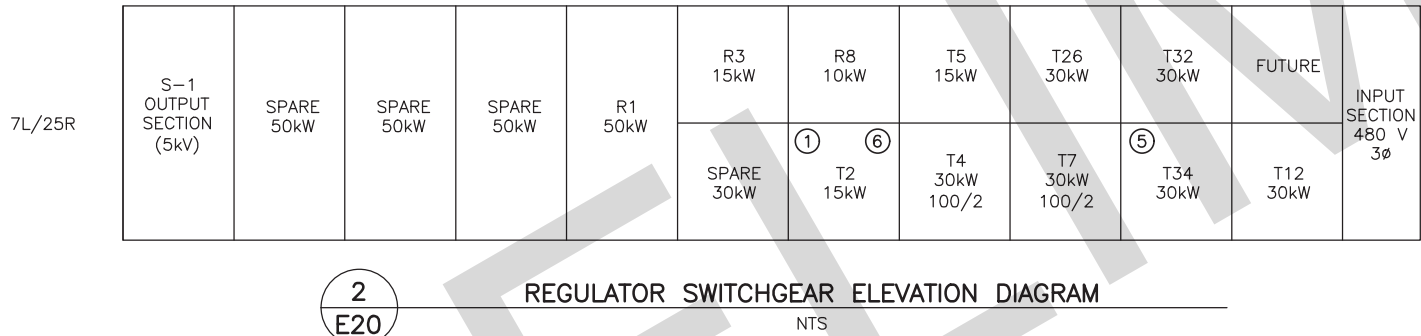 7L/25R
S-1
OUTPUT
SECTION
(5kV)
SPARE
50kW
SPARE
50kW
SPARE
50kW
R1
50kW
R3
15kW
SPARE
30kW
R8
10kW
1 6
T2
15kW
T5
15kW
T4
30kW
100/2
T26
30kW
T7
30kW
100/2
T32
30kW
5
T34
30kW
FUTURE
T12
30kW
INPUT
SECTION
480 V
3ø
2
E20
REGULATOR SWITCHGEAR ELEVATION DIAGRAM
NTS